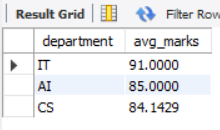 Result Grid Filter Row
department avg_marks
IT 91.0000
AI 85.0000
CS 84.1429